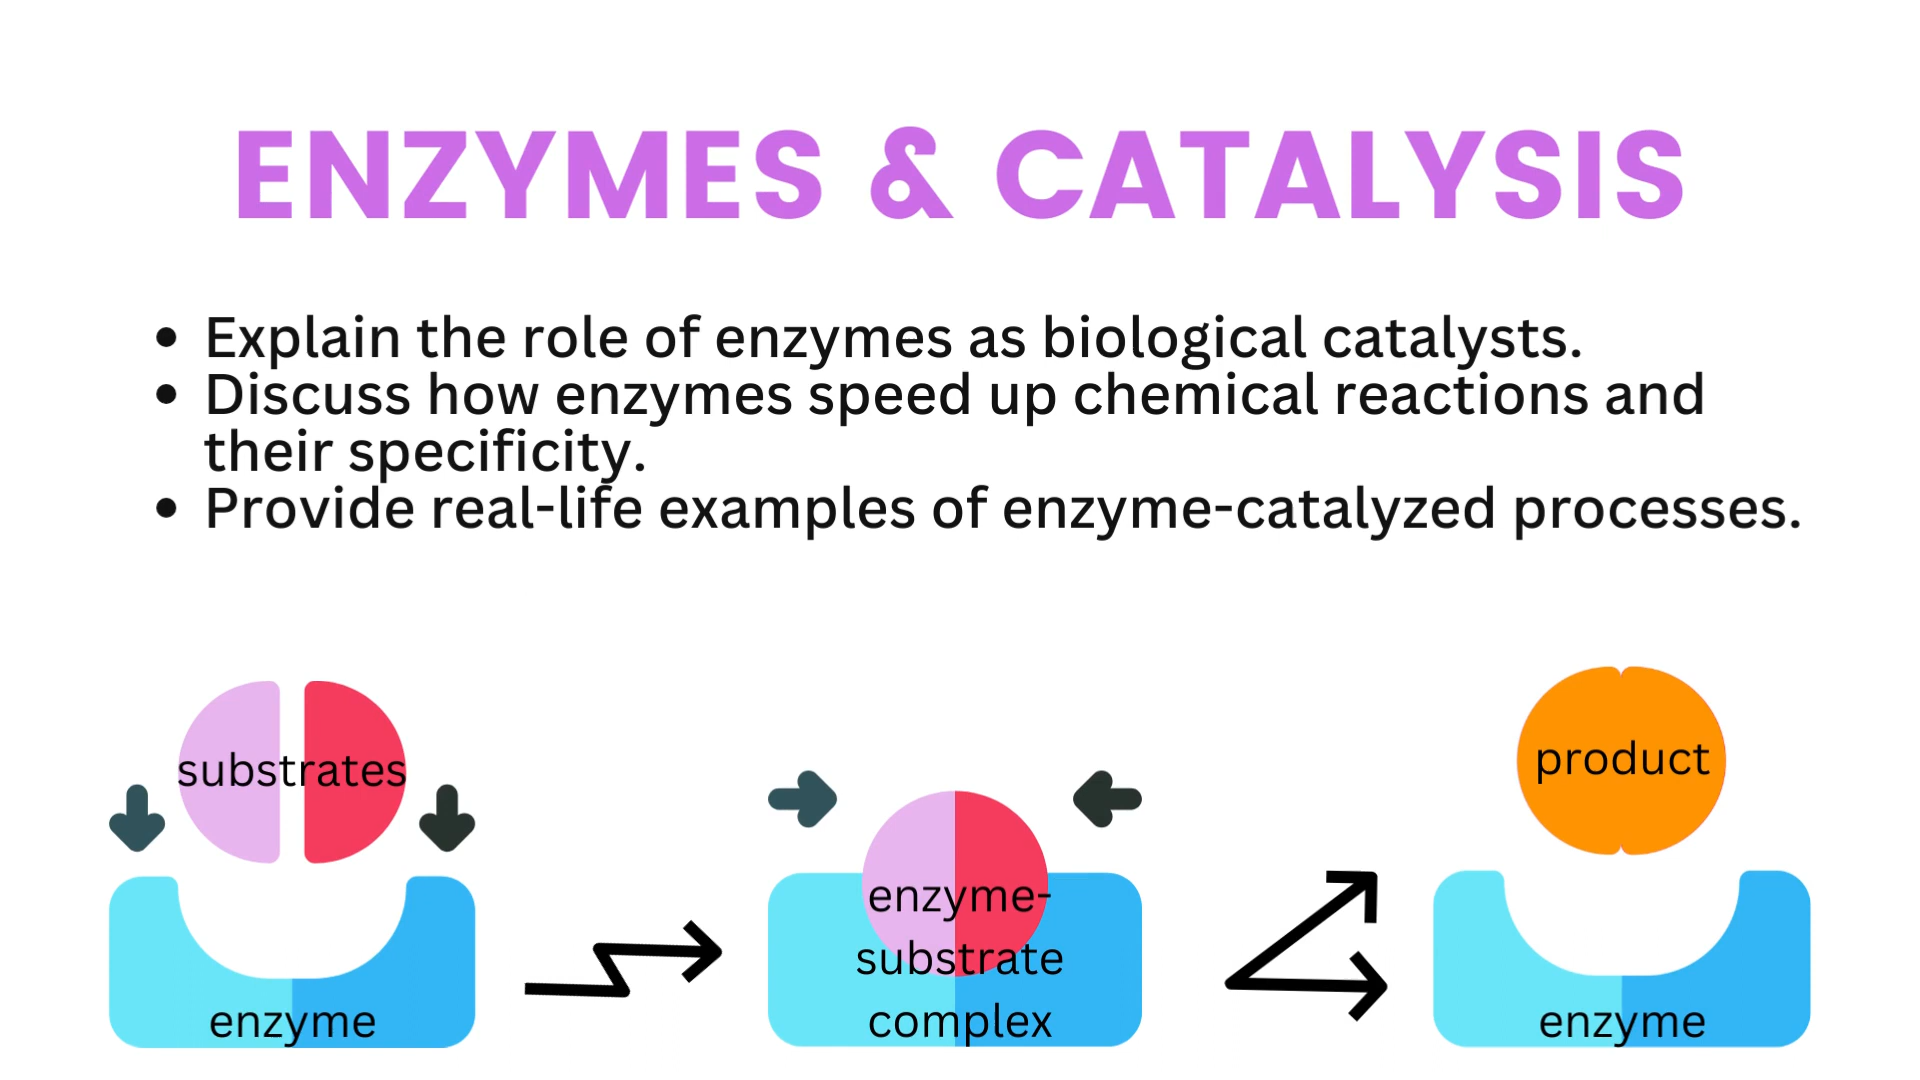 ENZYMES & CATALYSIS
• Explain the role of enzymes as biological catalysts.
• Discuss how enzymes speed up chemical reactions and
their specificity.
• Provide real-life examples of enzyme-catalyzed processes.
substrates
enzyme
enzyme-
substrate
complex
product
enzyme